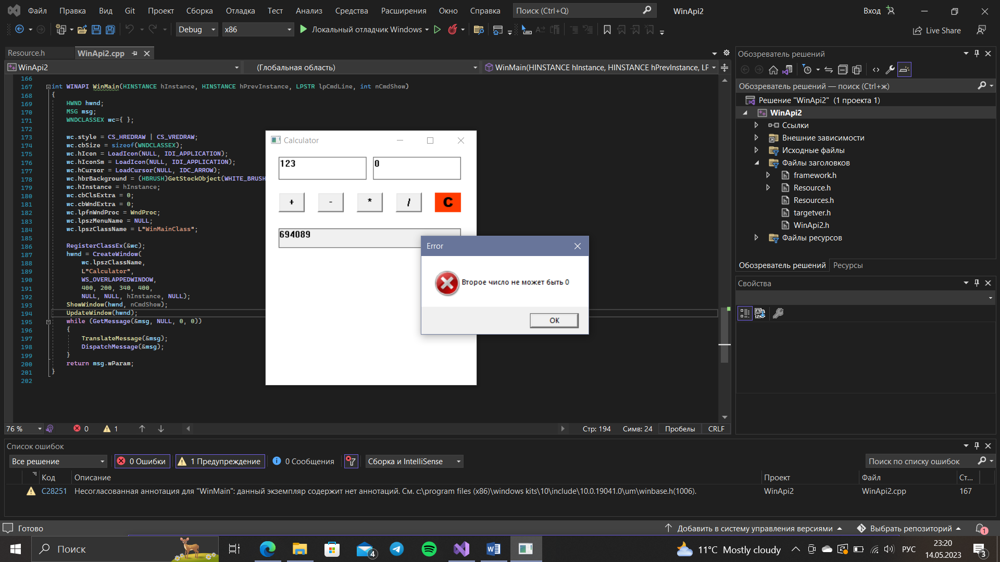 Файл Правка Вид Git Проект Сборка Отладка Тест Анализ Средства Расширения Окно Справка Поиск (Ctrl+Q) WinApi2 Вход
Debug x86 Локальный отладчик Windows Live Share
Resource.h WinApi2.cpp
WinApi2 (Глобальная область) WinMain(HINSTANCE hInstance, HINSTANCE hPrevInstance, LP
166
167 int WINAPI WinMain(HINSTANCE hInstance, HINSTANCE hPrevInstance, LPSTR lpCmdLine, int nCmdShow)
168 {
169 HWND hwnd;
170 MSG msg;
171 WNDCLASSEX wc={ };
172
173 wc.style = CS_HREDRAW | CS_VREDRAW;
174 wc.cbSize = sizeof(WNDCLASSEX);
175 wc.hIcon = LoadIcon(NULL, IDI_APPLICATION);
176 wc.hIconSm = LoadIcon(NULL, IDI_APPLICATION);
177 wc.hCursor = LoadCursor(NULL, IDC_ARROW);
178 wc.hbrBackground = (HBRUSH)GetStockObject(WHITE_BRUSH
179 wc.hInstance = hInstance;
180 wc.cbClsExtra = 0;
181 wc.cbWndExtra = 0;
182 wc.lpfnWndProc = WndProc;
183 wc.lpszMenuName = NULL;
184 wc.lpszClassName = L"WinMainClass";
185
186 RegisterClassEx(&wc);
187 hwnd = CreateWindow(
188 wc.lpszClassName,
189 L"Calculator",
190 WS_OVERLAPPEDWINDOW,
191 400, 200, 340, 400,
192 NULL, NULL, hInstance, NULL);
193 ShowWindow(hwnd, nCmdShow);
194 UpdateWindow(hwnd);
195 while (GetMessage(&msg, NULL, 0, 0))
196 {
197 TranslateMessage(&msg);
198 DispatchMessage(&msg);
199 }
200 return msg.wParam;
201 }
202
Calculator
123 0
+ - * / C
694089
Error
Второе число не может быть 0
OK
76 % 0 1 Стр: 194 Симв: 24 Пробелы CRLF
Обозреватель решений
Обозреватель решений — поиск (Ctrl+ж)
Решение "WinApi2" (1 проекта 1)
WinApi2
Ссылки
Внешние зависимости
Исходные файлы
Файлы заголовков
framework.h
Resource.h
Resources.h
targetver.h
WinApi2.h
Файлы ресурсов
Обозреватель решений Ресурсы
Свойства
Список ошибок
Все решение 0 Ошибки 1 Предупреждение 0 Сообщения Сборка и IntelliSense Поиск по списку ошибок
Код Описание Проект Файл Ст...
C28251 Несогласованная аннотация для "WinMain": данный экземпляр содержит нет аннотаций. См. c:\program files (x86)\windows kits\10\include\10.0.19041.0\um\winbase.h(1006). WinApi2 WinApi2.cpp 167
Готово Добавить в систему управления версиями Выбрать репозиторий 1
Поиск 4 11°C Mostly cloudy РУС 23:20
14.05.2023 3